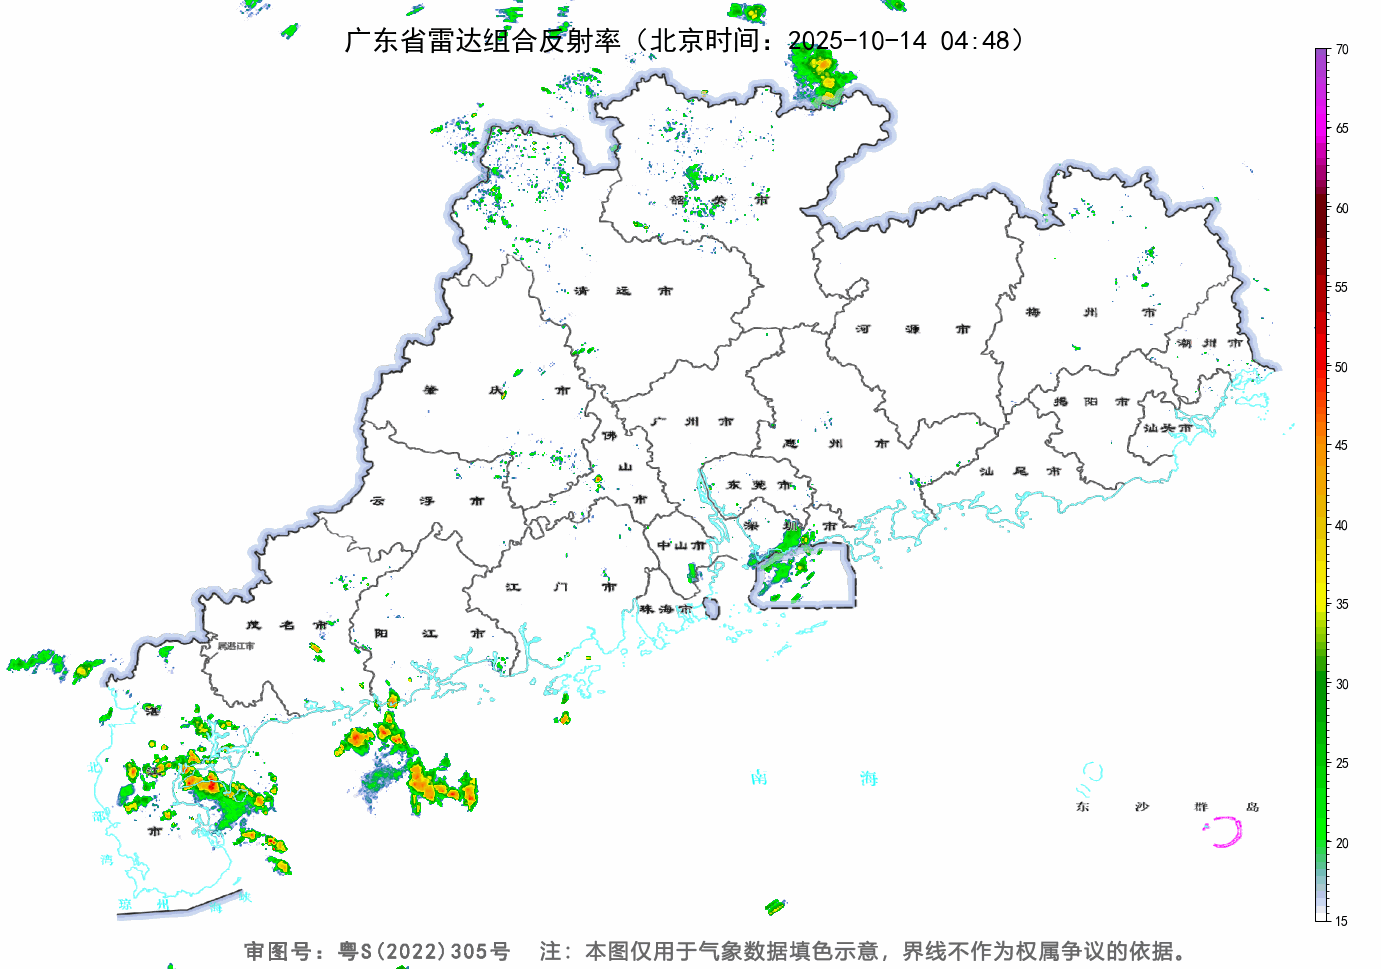 广东省雷达组合反射率（北京时间：2025-10-14 04:48）
70
65
60
55
50
45
40
35
30
25
20
15
韶关市
清远市
河源市
梅州市
潮州市
肇庆市
广州市
惠州市
揭阳市
汕头市
佛山市
云浮市
东莞市
汕尾市
深圳市
中山市
江门市
珠海市
茂名市
阳江市
属湛江市
湛江市
北部湾
南海
东沙群岛
琼州海峡
审图号：粤S(2022)305号 注：本图仅用于气象数据填色示意，界线不作为权属争议的依据。